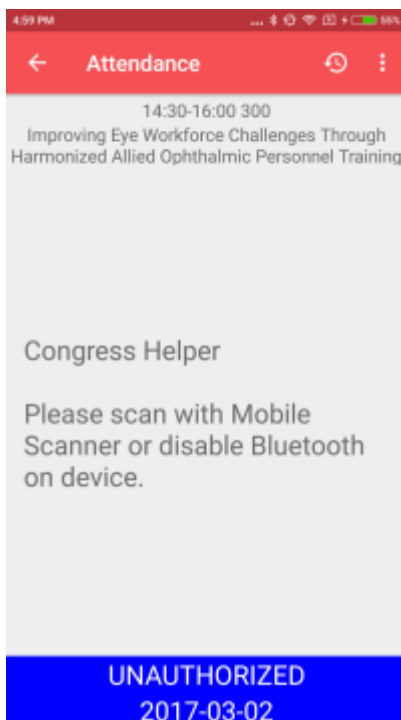 4:59 PM ... 55%
Attendance
14:30-16:00 300
Improving Eye Workforce Challenges Through
Harmonized Allied Ophthalmic Personnel Training
Congress Helper
Please scan with Mobile
Scanner or disable Bluetooth
on device.
UNAUTHORIZED
2017-03-02